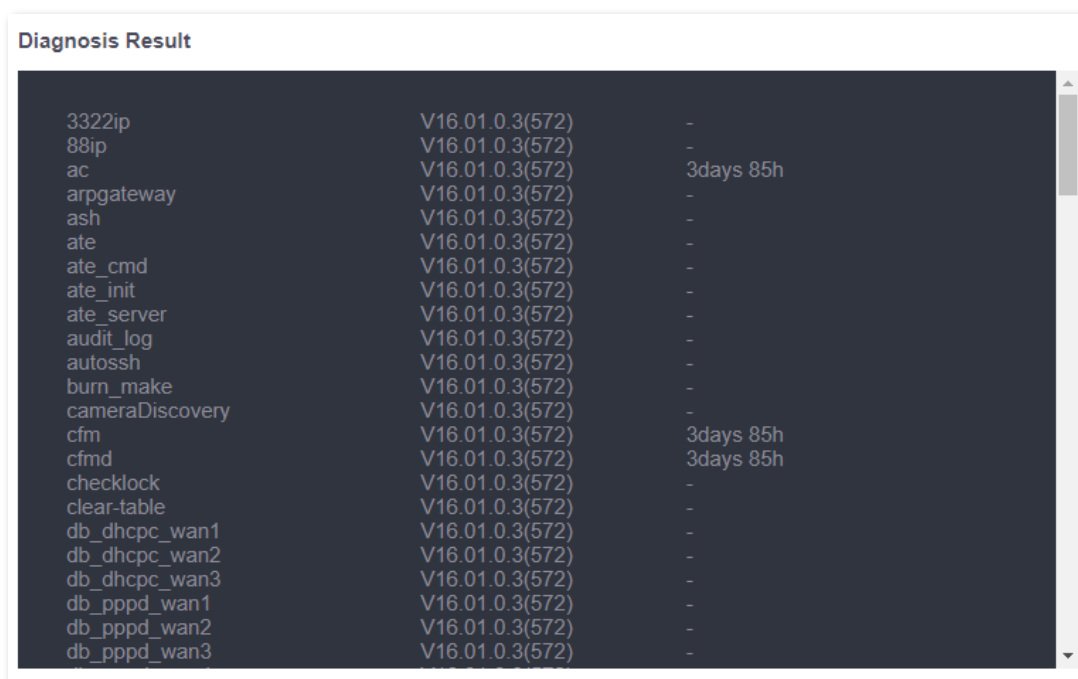 Diagnosis Result
3322ip V16.01.0.3(572) -
88ip V16.01.0.3(572) -
ac V16.01.0.3(572) 3days 85h
arpgateway V16.01.0.3(572) -
ash V16.01.0.3(572) -
ate V16.01.0.3(572) -
ate_cmd V16.01.0.3(572) -
ate_init V16.01.0.3(572) -
ate_server V16.01.0.3(572) -
audit_log V16.01.0.3(572) -
autossh V16.01.0.3(572) -
burn_make V16.01.0.3(572) -
cameraDiscovery V16.01.0.3(572) -
cfm V16.01.0.3(572) 3days 85h
cfmd V16.01.0.3(572) 3days 85h
checklock V16.01.0.3(572) -
clear-table V16.01.0.3(572) -
db_dhcpc_wan1 V16.01.0.3(572) -
db_dhcpc_wan2 V16.01.0.3(572) -
db_dhcpc_wan3 V16.01.0.3(572) -
db_pppd_wan1 V16.01.0.3(572) -
db_pppd_wan2 V16.01.0.3(572) -
db_pppd_wan3 V16.01.0.3(572) -